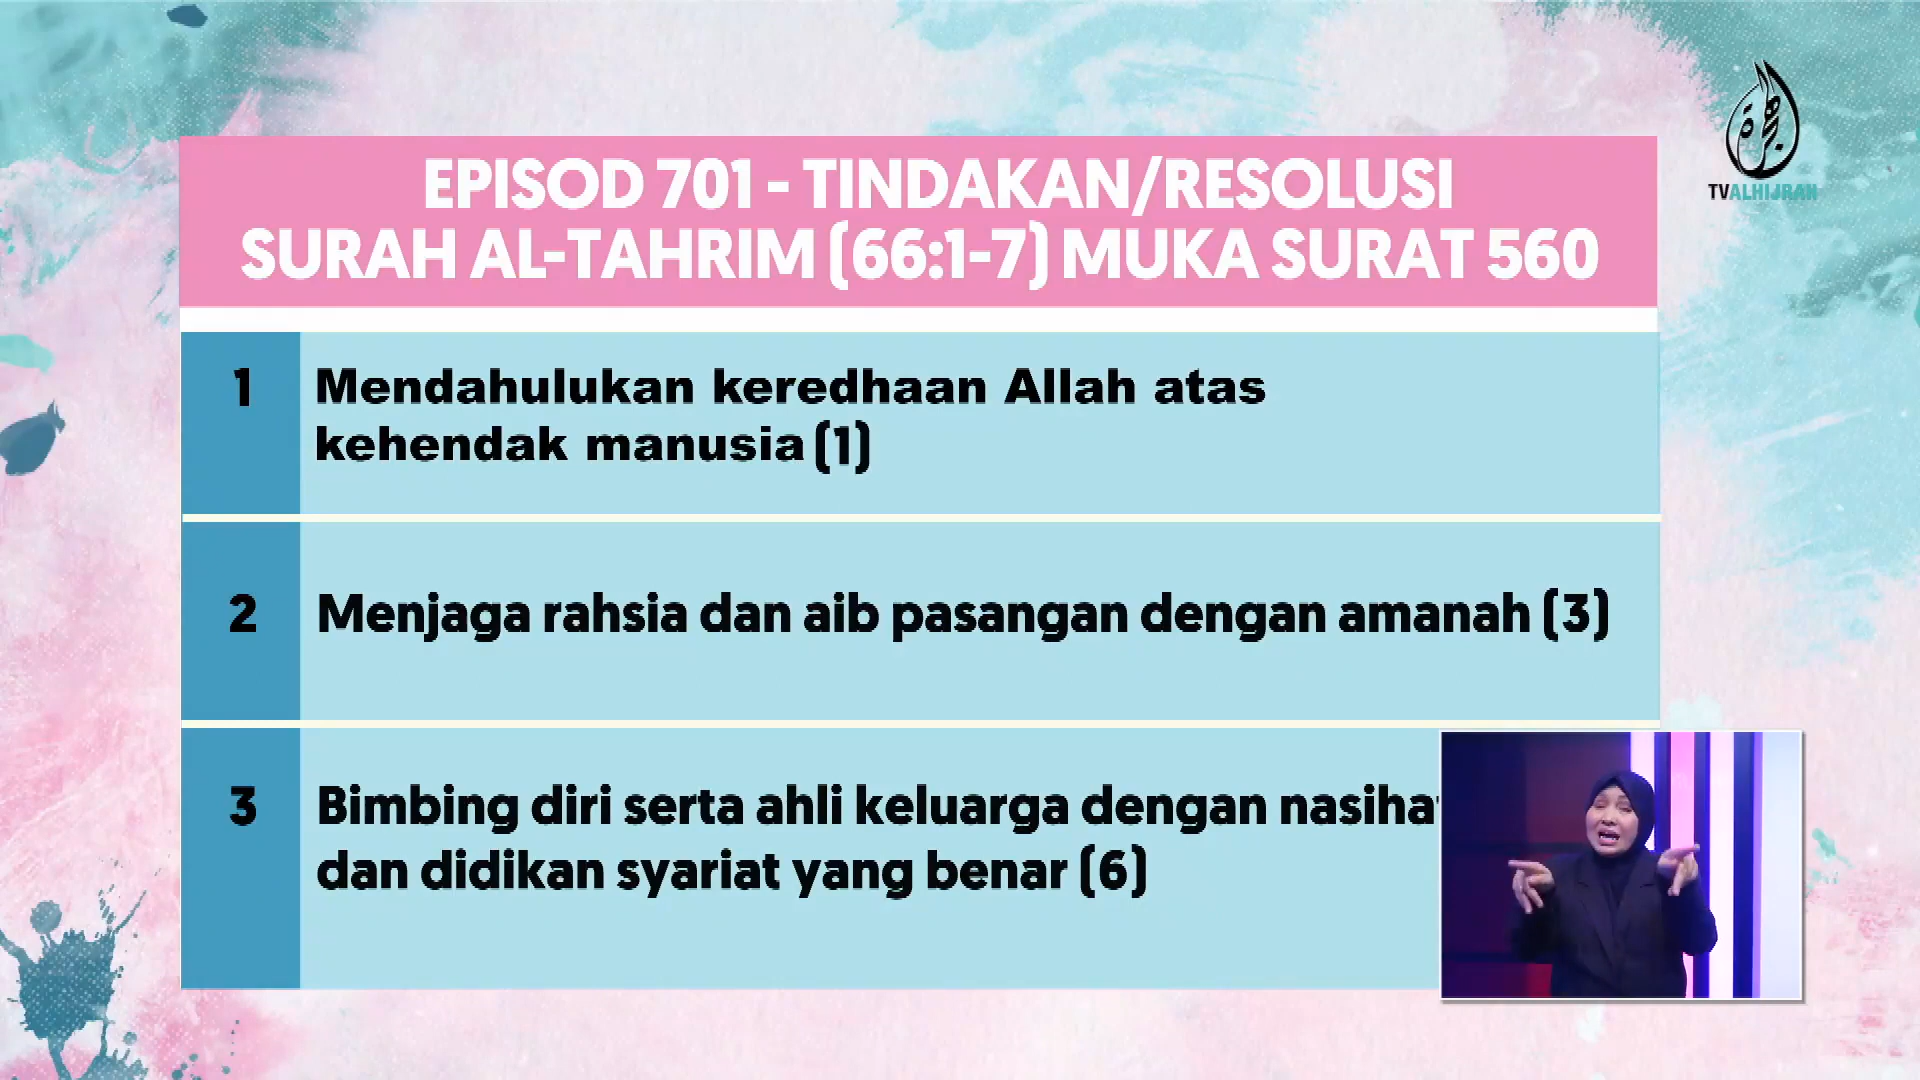 EPISOD 701 - TINDAKAN/RESOLUSI
SURAH AL-TAHRIM (66:1-7) MUKA SURAT 560
1
Mendahulukan keredhaan Allah atas
kehendak manusia (1)
2
Menjaga rahsia dan aib pasangan dengan amanah (3)
3
Bimbing diri serta ahli keluarga dengan nasiha
dan didikan syariat yang benar (6)
هجرة
TVALHIJRAH